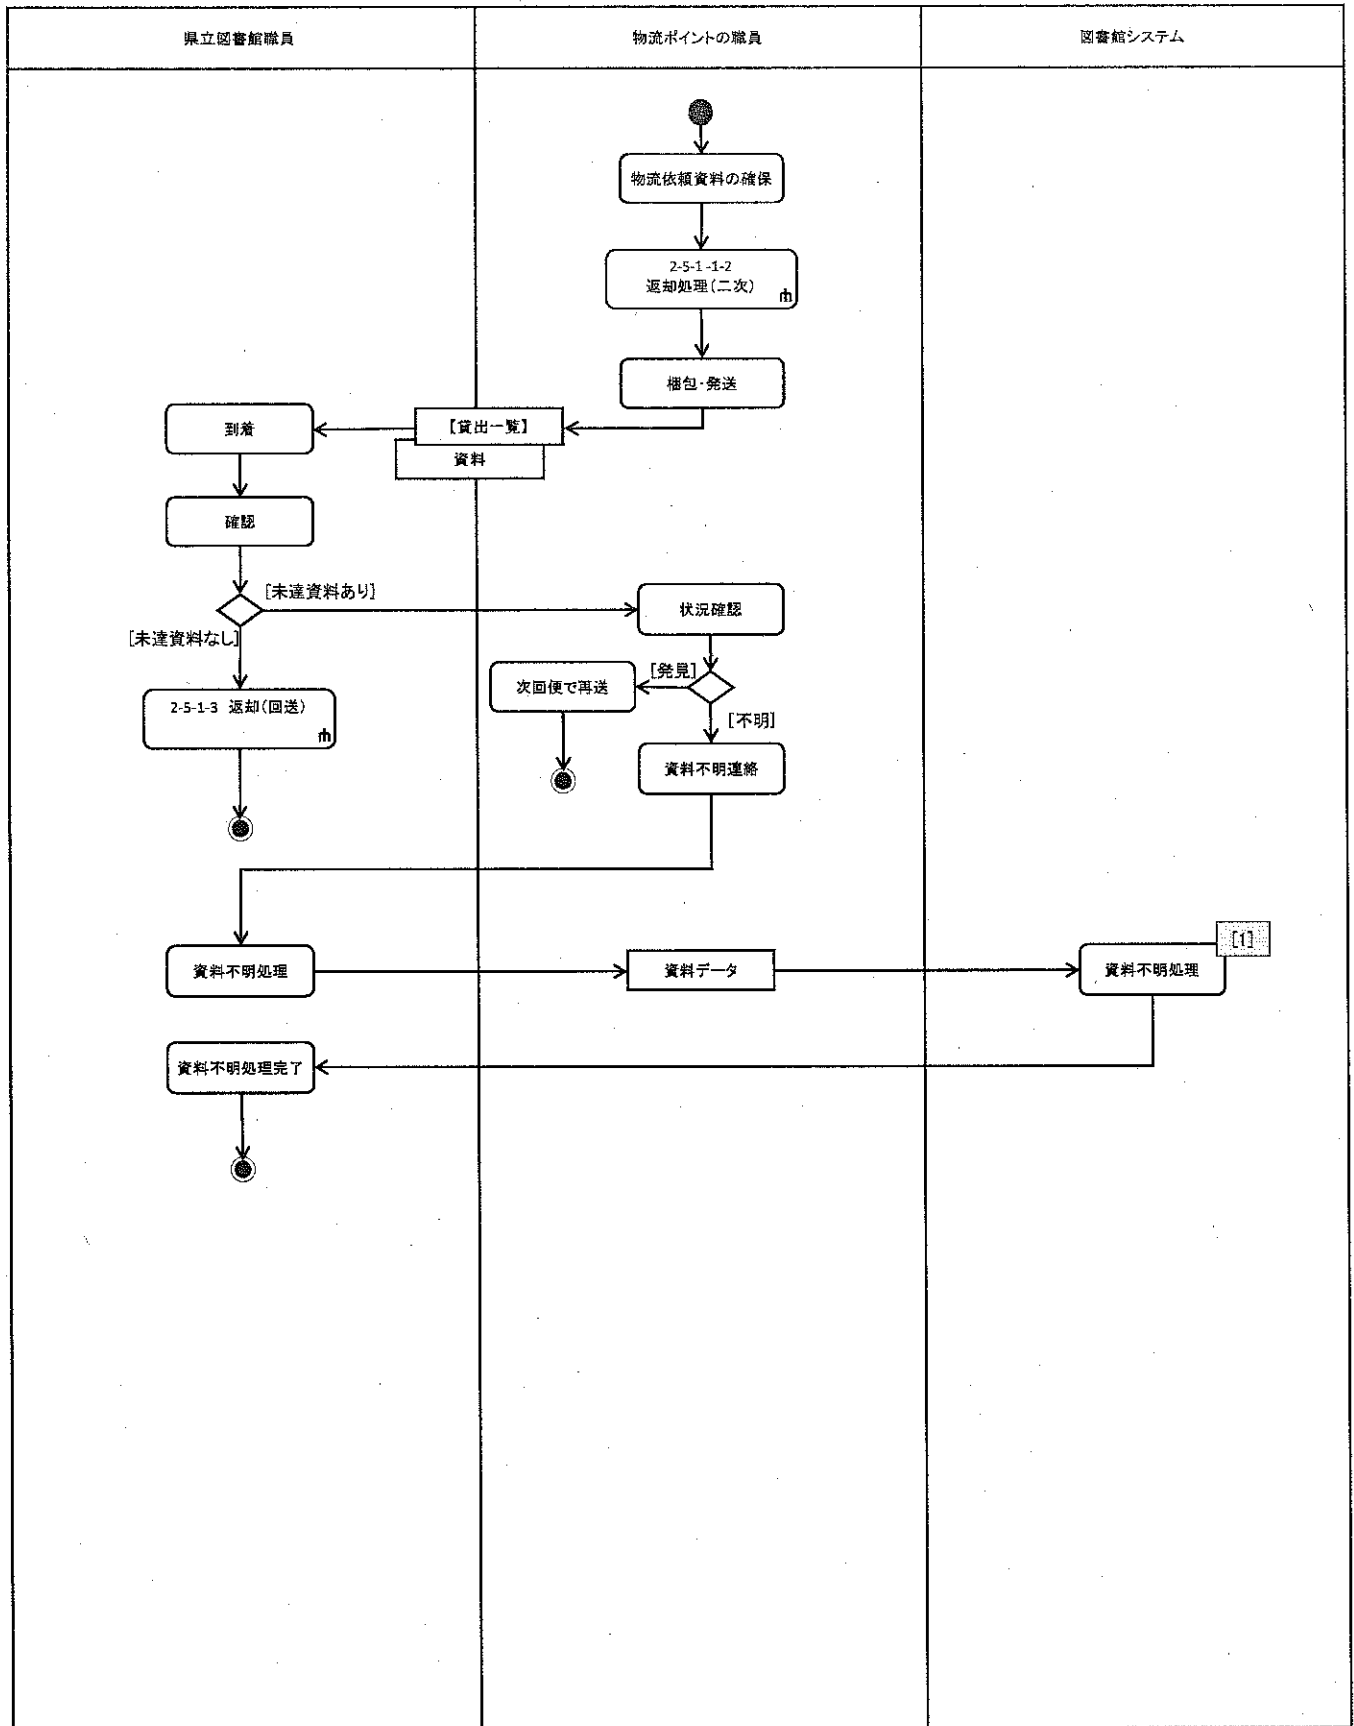 県立図書館職員
物流ポイントの職員
図書館システム
物流依頼資料の確保
2-5-1-1-2
返却処理(二次)
梱包・発送
【貸出一覧】
資料
到着
確認
[未達資料あり]
[未達資料なし]
状況確認
[発見]
次回便で再送
[不明]
2-5-1-3 返却(回送)
資料不明連絡
資料不明処理
資料データ
資料不明処理
[1]
資料不明処理完了